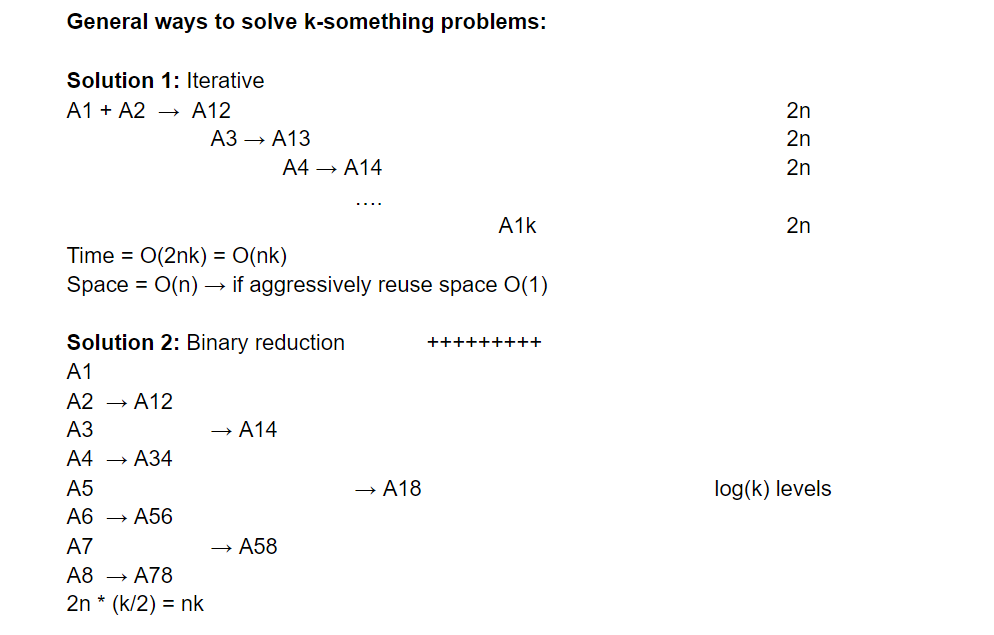 General ways to solve k-something problems:
Solution 1: Iterative
A1 + A2 → A12 2n
A3 → A13 2n
A4 → A14 2n
....
A1k 2n
Time = O(2nk) = O(nk)
Space = O(n) → if aggressively reuse space O(1)
Solution 2: Binary reduction +++++++++
A1
A2 → A12
A3 → A14
A4 → A34
A5 → A18 log(k) levels
A6 → A56
A7 → A58
A8 → A78
2n * (k/2) = nk